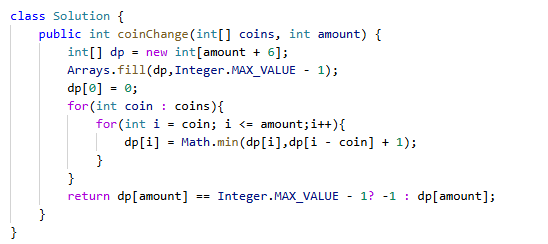 class Solution {
    public int coinChange(int[] coins, int amount) {
        int[] dp = new int[amount + 6];
        Arrays.fill(dp,Integer.MAX_VALUE - 1);
        dp[0] = 0;
        for(int coin : coins){
            for(int i = coin; i <= amount;i++){
                dp[i] = Math.min(dp[i],dp[i - coin] + 1);
            }
        }
        return dp[amount] == Integer.MAX_VALUE - 1? -1 : dp[amount];
    }
}